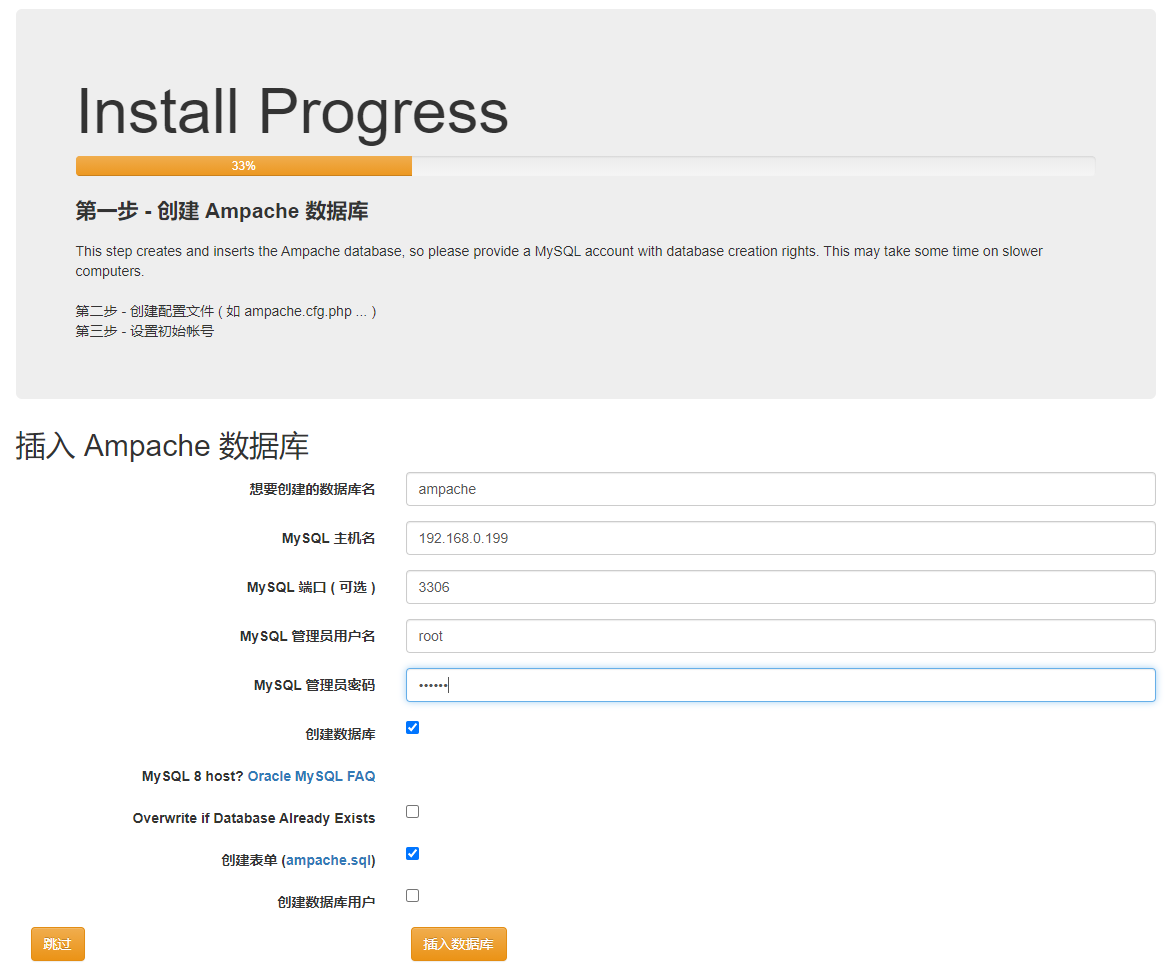 Install Progress
33%
第一步 - 创建 Ampache 数据库
This step creates and inserts the Ampache database, so please provide a MySQL account with database creation rights. This may take some time on slower
computers.
第二步 - 创建配置文件 ( 如 ampache.cfg.php ... )
第三步 - 设置初始帐号
插入 Ampache 数据库
想要创建的数据库名 ampache
MySQL 主机名 192.168.0.199
MySQL 端口 ( 可选 ) 3306
MySQL 管理员用户名 root
MySQL 管理员密码 ••••••
创建数据库
MySQL 8 host? Oracle MySQL FAQ
Overwrite if Database Already Exists
创建表单 (ampache.sql)
创建数据库用户
跳过 插入数据库